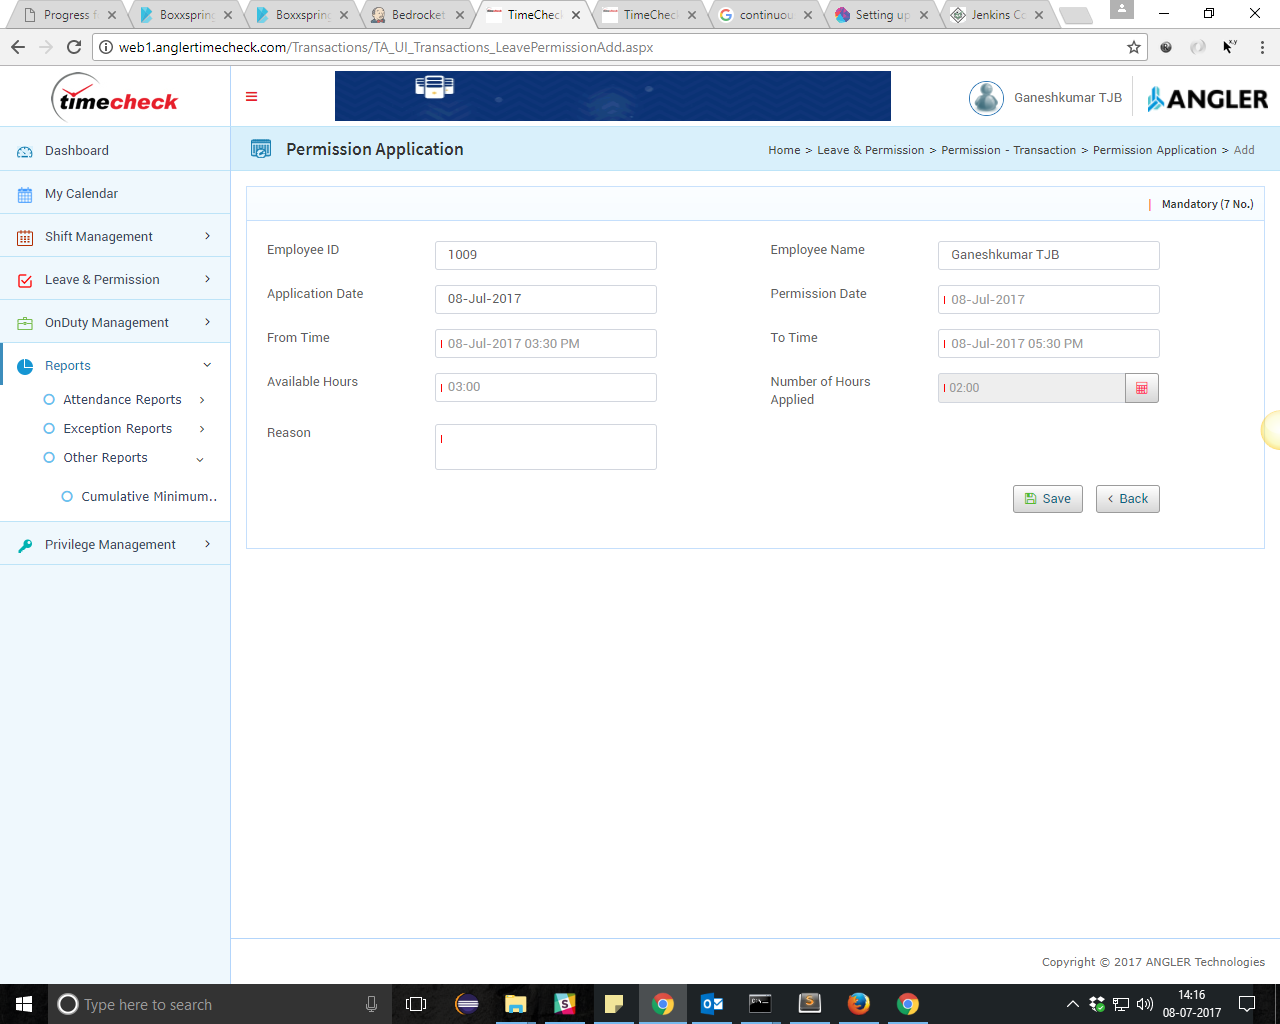 Progress f
Boxxspring
Boxxspring
Bedrocket
TimeCheck
TimeCheck
continuou
Setting up
Jenkins Co
web1.anglertimecheck.com/Transactions/TA_UI_Transactions_LeavePermissionAdd.aspx
timecheck
Ganeshkumar TJB
ANGLER
Dashboard
My Calendar
Shift Management
Leave & Permission
OnDuty Management
Reports
Attendance Reports
Exception Reports
Other Reports
Cumulative Minimum..
Privilege Management
Permission Application
Home > Leave & Permission > Permission - Transaction > Permission Application > Add
Mandatory (7 No.)
Employee ID
1009
Employee Name
Ganeshkumar TJB
Application Date
08-Jul-2017
Permission Date
08-Jul-2017
From Time
08-Jul-2017 03:30 PM
To Time
08-Jul-2017 05:30 PM
Available Hours
03:00
Number of Hours
Applied
02:00
Reason
Save
Back
Copyright © 2017 ANGLER Technologies
Type here to search
14:16
08-07-2017